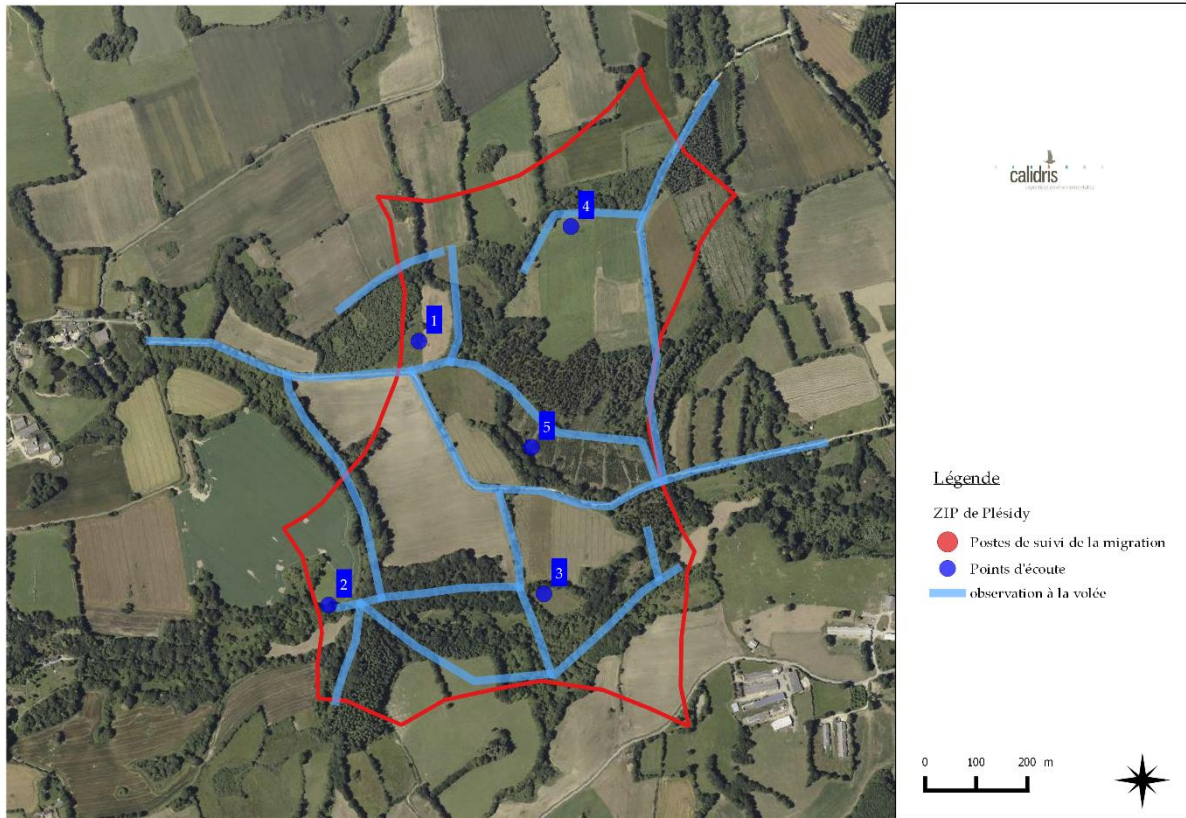 4
1
5
2
3
calidris
Légende
ZIP de Plésidy
Postes de suivi de la migration
Points d'écoute
observation à la volée
0 100 200 m